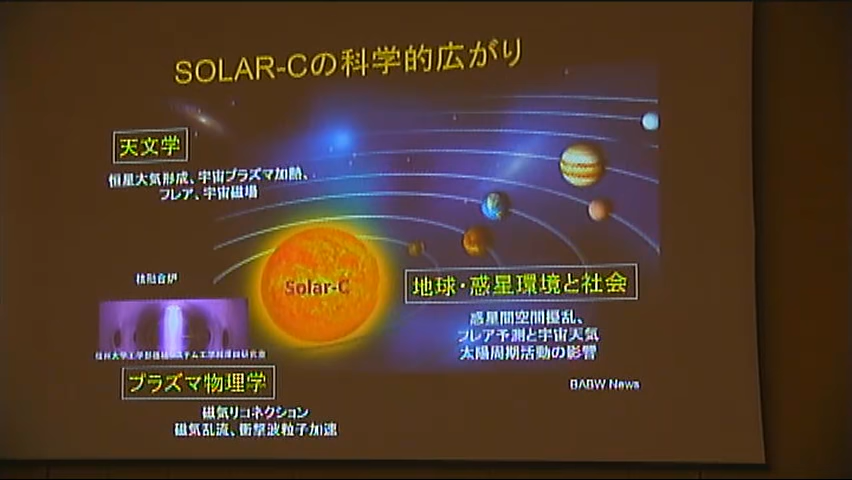 SOLAR-Cの科学的広がり
天文学
恒星大気形成、宇宙プラズマ加熱、
フレア、宇宙磁場
核融合炉
Solar-C
地球・惑星環境と社会
惑星間空間擾乱、
フレア予測と宇宙天気
太陽周期活動の影響
BABW News
プラズマ物理学
磁気リコネクション
磁気乱流、衝撃波粒子加速